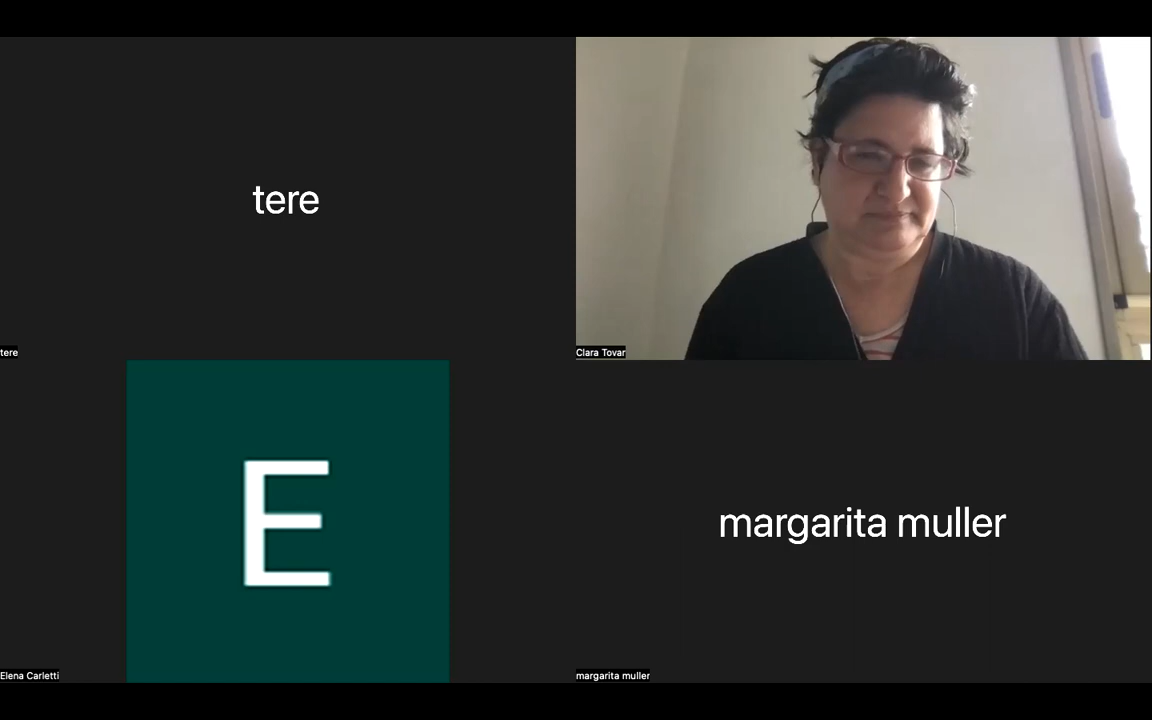 tere
tere
Clara Tovar
E
Elena Carletti
margarita muller
margarita muller